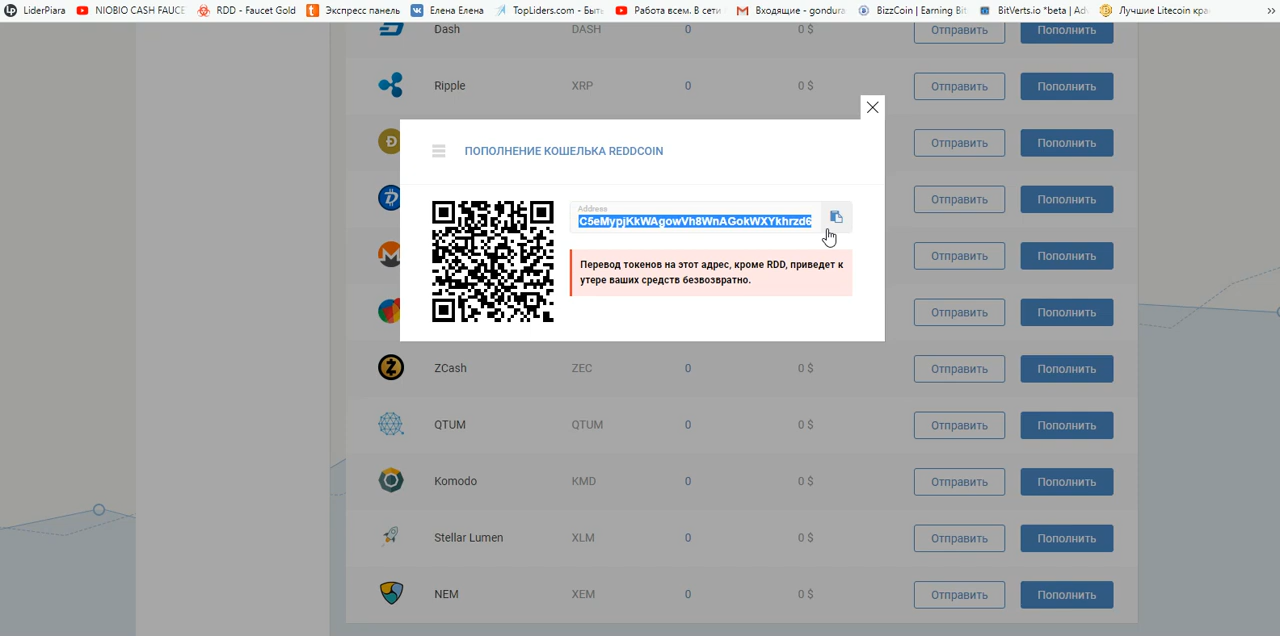 LiderPiara NIOBIO CASH FAUCE RDD - Faucet Gold Экспресс панель Елена Елена TopLiders.com - Быть Работа всем. В сети Входящие - gondura BizzCoin | Earning Bit BitVerts.io *beta | Ad Лучшие Litecoin кра »
Dash DASH 0 0 $ Отправить Пополнить
Ripple XRP 0 0 $ Отправить Пополнить
Отправить Пополнить
ПОПОЛНЕНИЕ КОШЕЛЬКА REDDCOIN
Отправить Пополнить
Address
C5eMypjKkWAgowVh8WnAGokWXYkhrzd6
Отправить Пополнить
Перевод токенов на этот адрес, кроме RDD, приведет к
утере ваших средств безвозвратно.
Отправить Пополнить
ZCash ZEC 0 0 $ Отправить Пополнить
QTUM QTUM 0 0 $ Отправить Пополнить
Komodo KMD 0 0 $ Отправить Пополнить
Stellar Lumen XLM 0 0 $ Отправить Пополнить
NEM XEM 0 0 $ Отправить Пополнить